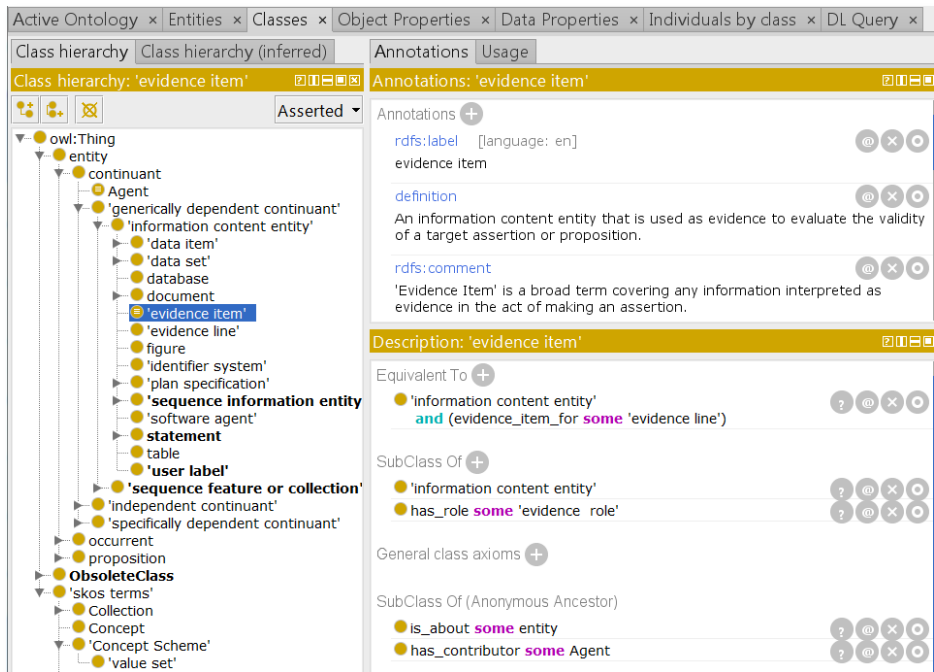 Active Ontology × Entities × Classes × Object Properties × Data Properties × Individuals by class × DL Query ×
Class hierarchy Class hierarchy (inferred)
Class hierarchy: 'evidence item'
Asserted
owl:Thing
entity
continuant
Agent
'generically dependent continuant'
'information content entity'
'data item'
'data set'
database
document
'evidence item'
'evidence line'
figure
'identifier system'
'plan specification'
'sequence information entity
'software agent'
statement
table
'user label'
'sequence feature or collection'
'independent continuant'
'specifically dependent continuant'
occurrent
proposition
ObsoleteClass
'skos terms'
Collection
Concept
'Concept Scheme'
'value set'
Annotations Usage
Annotations: 'evidence item'
Annotations
rdfs:label [language: en]
evidence item
definition
An information content entity that is used as evidence to evaluate the validity
of a target assertion or proposition.
rdfs:comment
'Evidence Item' is a broad term covering any information interpreted as
evidence in the act of making an assertion.
Description: 'evidence item'
Equivalent To
'information content entity'
and (evidence_item_for some 'evidence line')
SubClass Of
'information content entity'
has_role some 'evidence role'
General class axioms
SubClass Of (Anonymous Ancestor)
is_about some entity
has_contributor some Agent